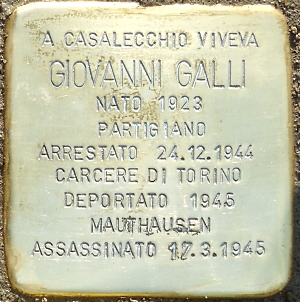 A CASALECCHIO VIVEVA
GIOVANNI GALLI
NATO 1923
PARTIGIANO
ARRESTATO 24.12.1944
CARCERE DI TORINO
DEPORTATO 1945
MAUTHAUSEN
ASSASSINATO 17.3.1945